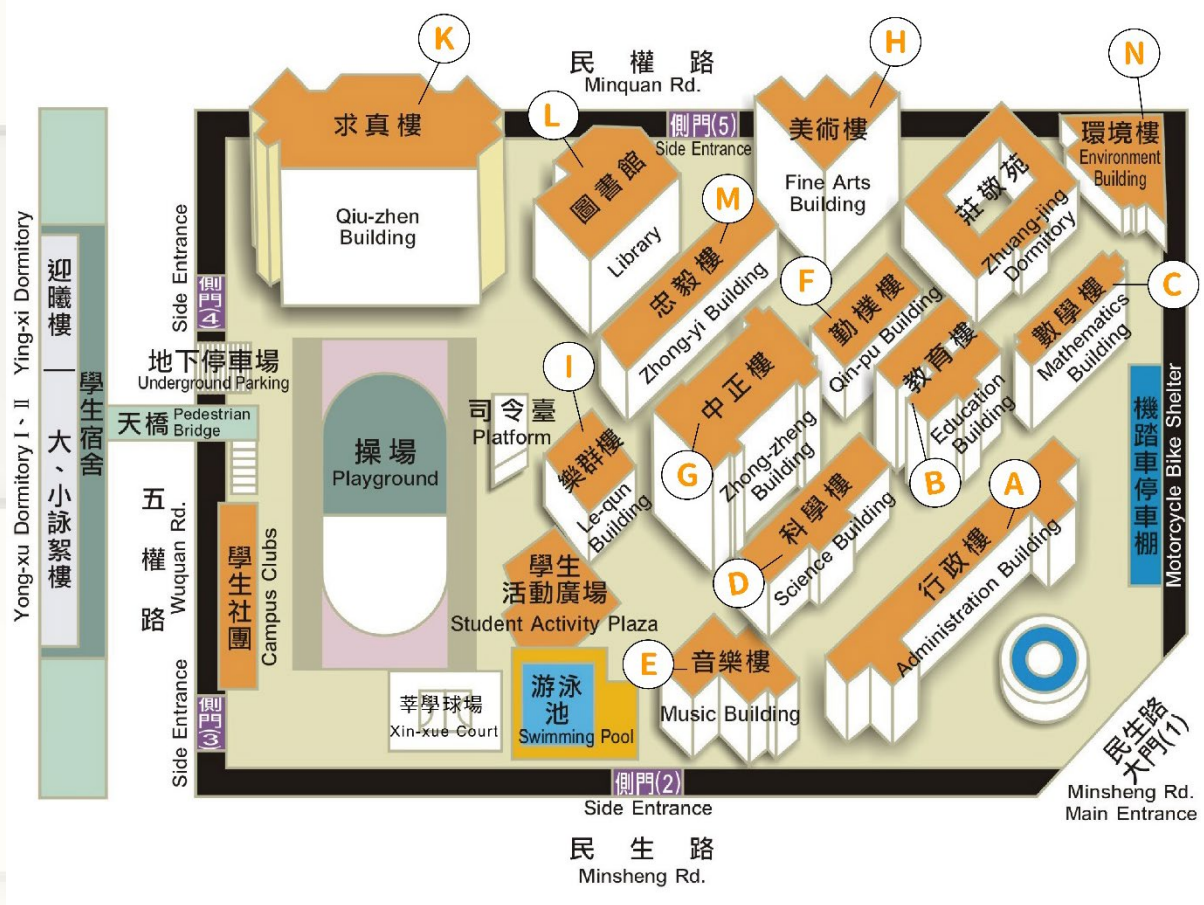 K
H
N
民權路
Minquan Rd.
L
側門(5)
Side Entrance
求真樓
Qiu-zhen
Building
圖書館
Library
美術樓
Fine Arts
Building
莊敬苑
Zhuang-jing
Dormitory
環境樓
Environment
Building
M
忠毅樓
Zhong-yi Building
F
勤樸樓
Qin-pu Building
C
數學樓
Mathematics
Building
Side Entrance
側門(4)
迎曦樓
Ying-xi Dormitory
大、小詠絮樓
Yong-xu Dormitory I、II
學生宿舍
地下停車場
Underground Parking
天橋
Pedestrian
Bridge
五權路
Wuquan Rd.
學生社團
Campus Clubs
操場
Playground
司令臺
Platform
I
樂群樓
Le-qun
Building
中正樓
G
Zhong-zheng
Building
教育樓
B
Education
Building
機踏車停車棚
Motorcycle Bike Shelter
A
行政樓
Administration Building
科學樓
D
Science Building
學生
活動廣場
Student Activity Plaza
E
音樂樓
Music Building
游泳
池
Swimming Pool
莘學球場
Xin-xue Court
側門(3)
Side Entrance
側門(2)
Side Entrance
民生路
大門(1)
Minsheng Rd.
Main Entrance
民生路
Minsheng Rd.